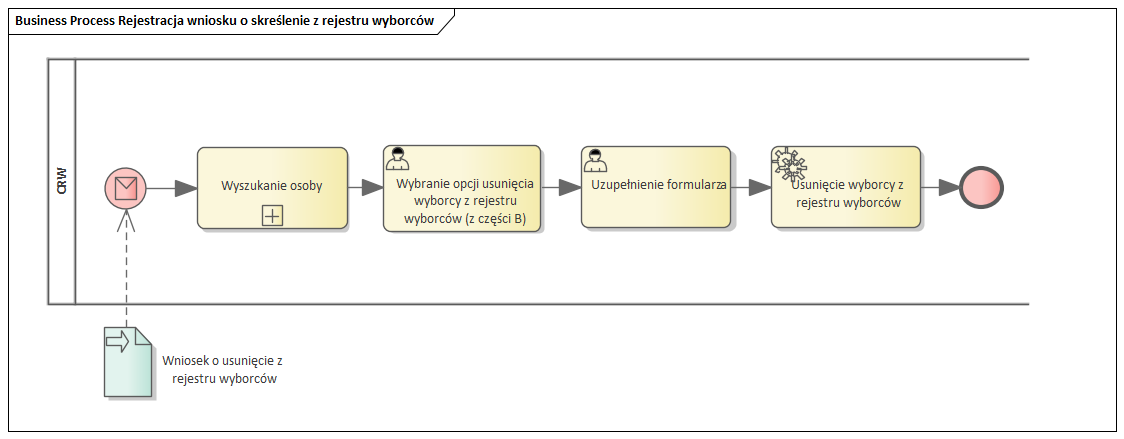 Business Process Rejestracja wniosku o skreślenie z rejestru wyborców
CRW
Wyszukanie osoby
Wybranie opcji usunięcia
wyborcy z rejestru
wyborców (z części B)
Uzupełnienie formularza
Usunięcie wyborcy z
rejestru wyborców
Wniosek o usunięcie z
rejestru wyborców